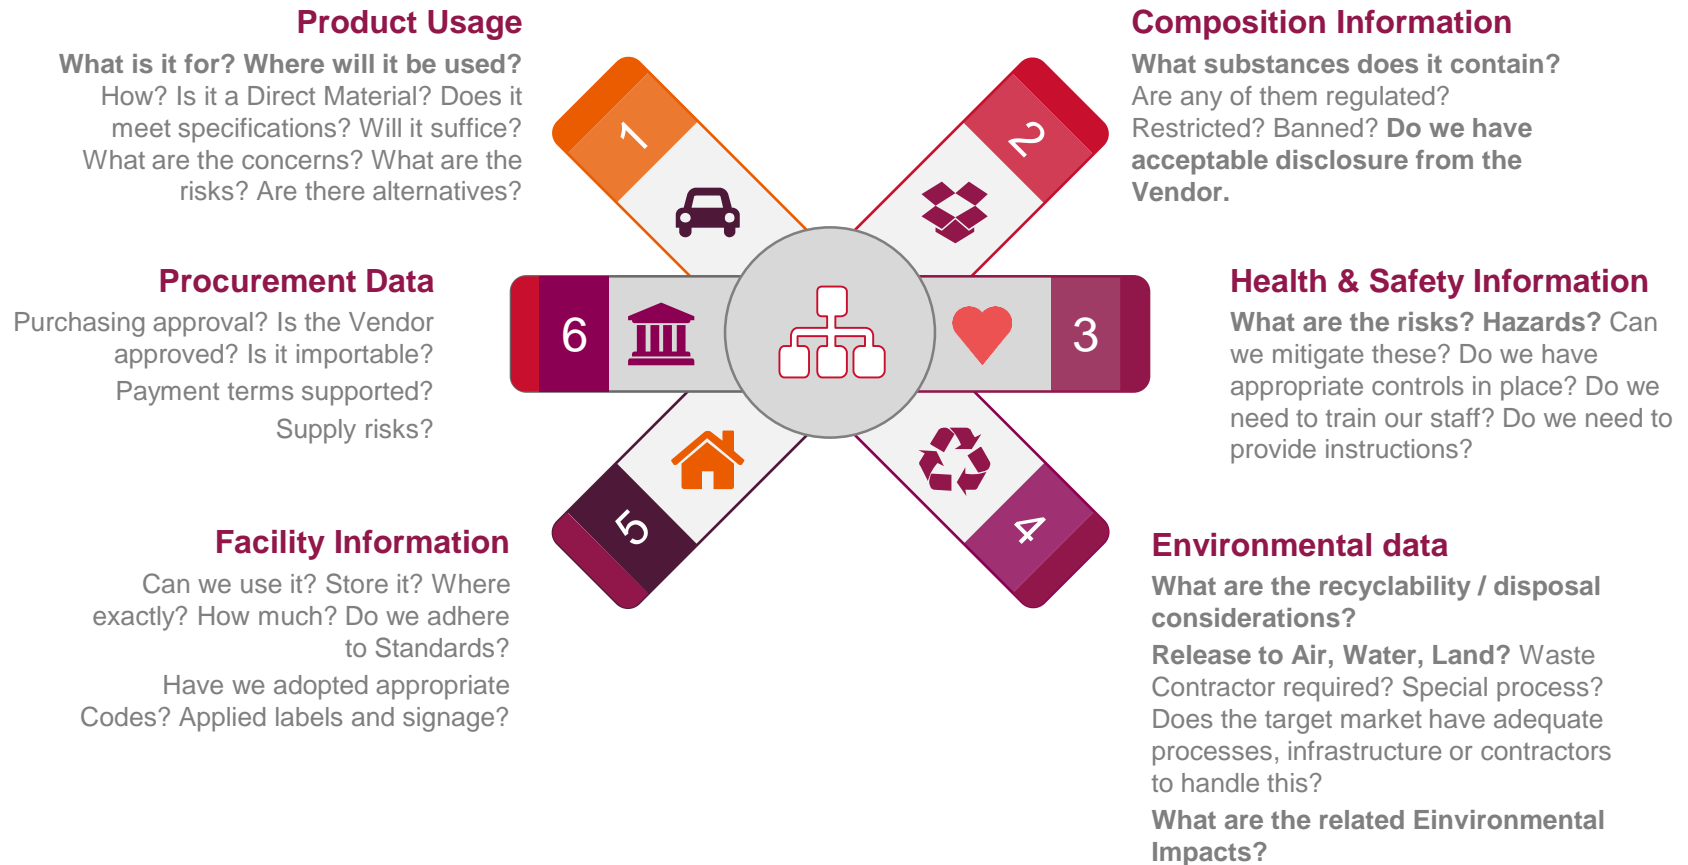 Product Usage
What is it for? Where will it be used?
How? Is it a Direct Material? Does it
meet specifications? Will it suffice?
What are the concerns? What are the
risks? Are there alternatives?
1
Composition Information
What substances does it contain?
Are any of them regulated?
Restricted? Banned? Do we have
acceptable disclosure from the
Vendor.
2
Health & Safety Information
What are the risks? Hazards? Can
we mitigate these? Do we have
appropriate controls in place? Do we
need to train our staff? Do we need to
provide instructions?
3
Environmental data
What are the recyclability / disposal
considerations?
Release to Air, Water, Land? Waste
Contractor required? Special process?
Does the target market have adequate
processes, infrastructure or contractors
to handle this?
What are the related Einvironmental
Impacts?
4
Facility Information
Can we use it? Store it? Where
exactly? How much? Do we adhere
to Standards?
Have we adopted appropriate
Codes? Applied labels and signage?
5
Procurement Data
Purchasing approval? Is the Vendor
approved? Is it importable?
Payment terms supported?
Supply risks?
6